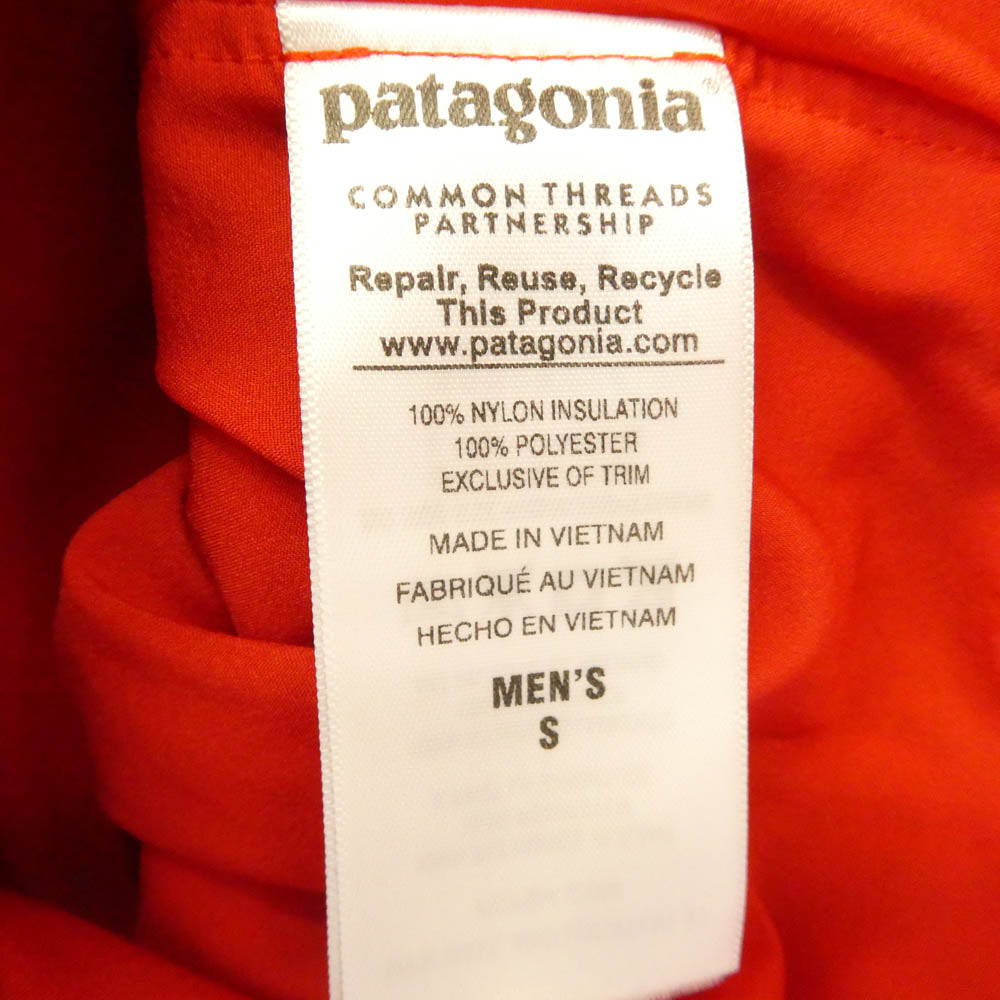 patagonia®
COMMON THREADS
PARTNERSHIP
Repair, Reuse, Recycle
This Product
www.patagonia.com
100% NYLON INSULATION
100% POLYESTER
EXCLUSIVE OF TRIM
MADE IN VIETNAM
FABRIQUÉ AU VIETNAM
HECHO EN VIETNAM
MEN'S
S